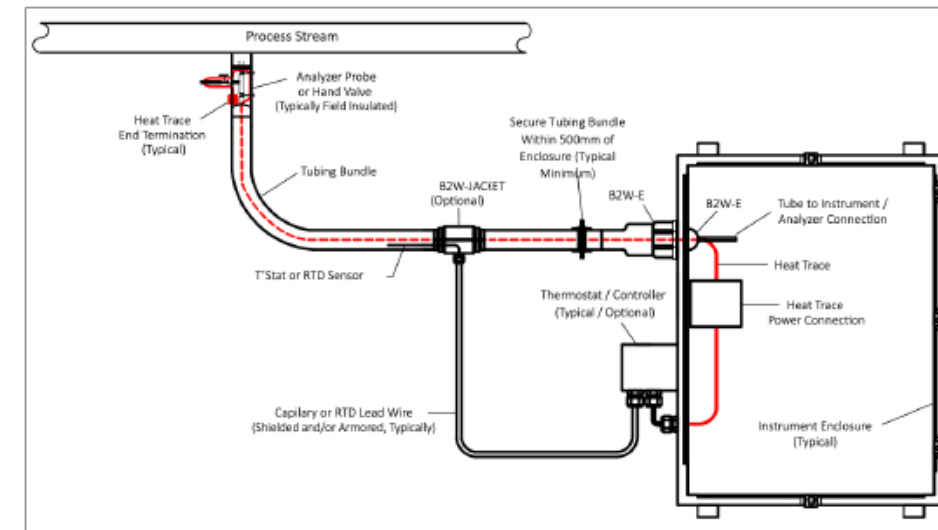 Process Stream
Analyzer Probe
or Hand Valve
(Typically Field Insulated)
Heat Trace
End Termination
(Typical)
Tubing Bundle
Secure Tubing Bundle
Within 500mm of
Enclosure (Typical
Minimum)
B2W-JACKET
(Optional)
B2W-E
B2W-E
Tube to Instrument /
Analyzer Connection
T'Stat or RTD Sensor
Heat Trace
Thermostat / Controller
(Typical / Optional)
Heat Trace
Power Connection
Capilary or RTD Lead Wire
(Shielded and/or Armored, Typically)
Instrument Enclosure
(Typical)